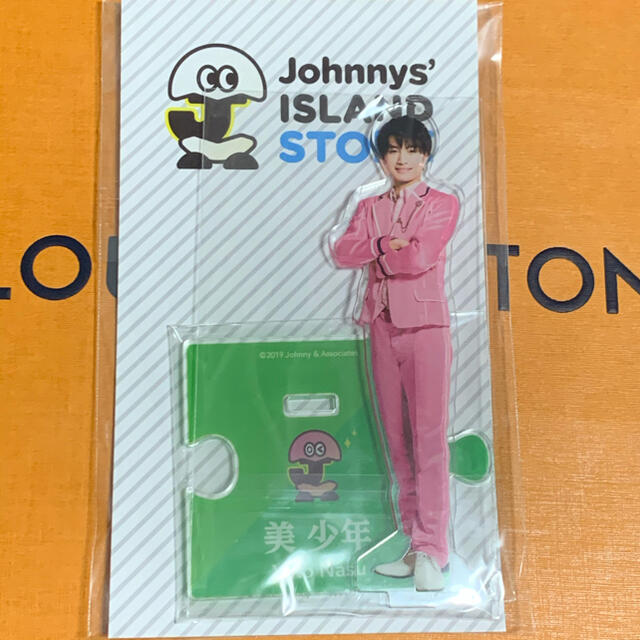 Johnnys'
ISLAND
STO
LOU TON
©2019 Johnny & Associates
美 少年
Nasu